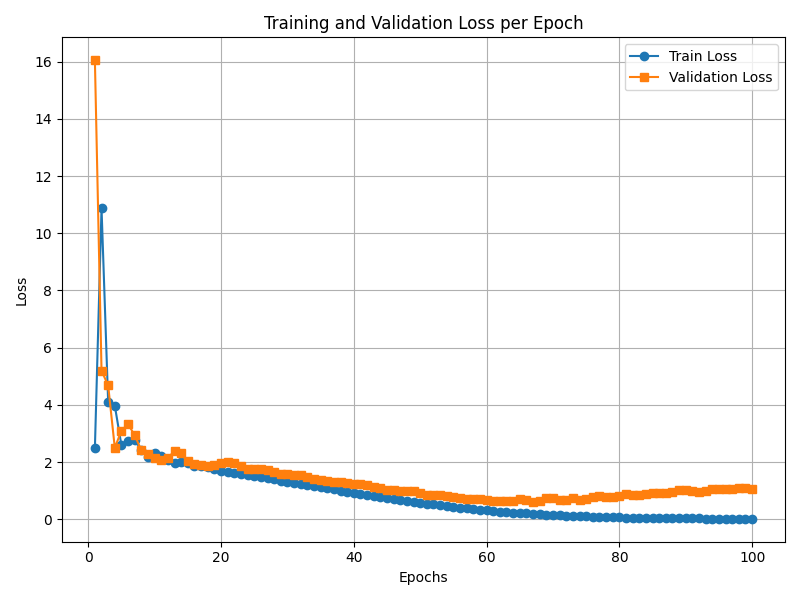 Training and Validation Loss per Epoch
Train Loss
Validation Loss
16
14
12
10
8
6
4
2
0
Loss
0 20 40 60 80 100
Epochs